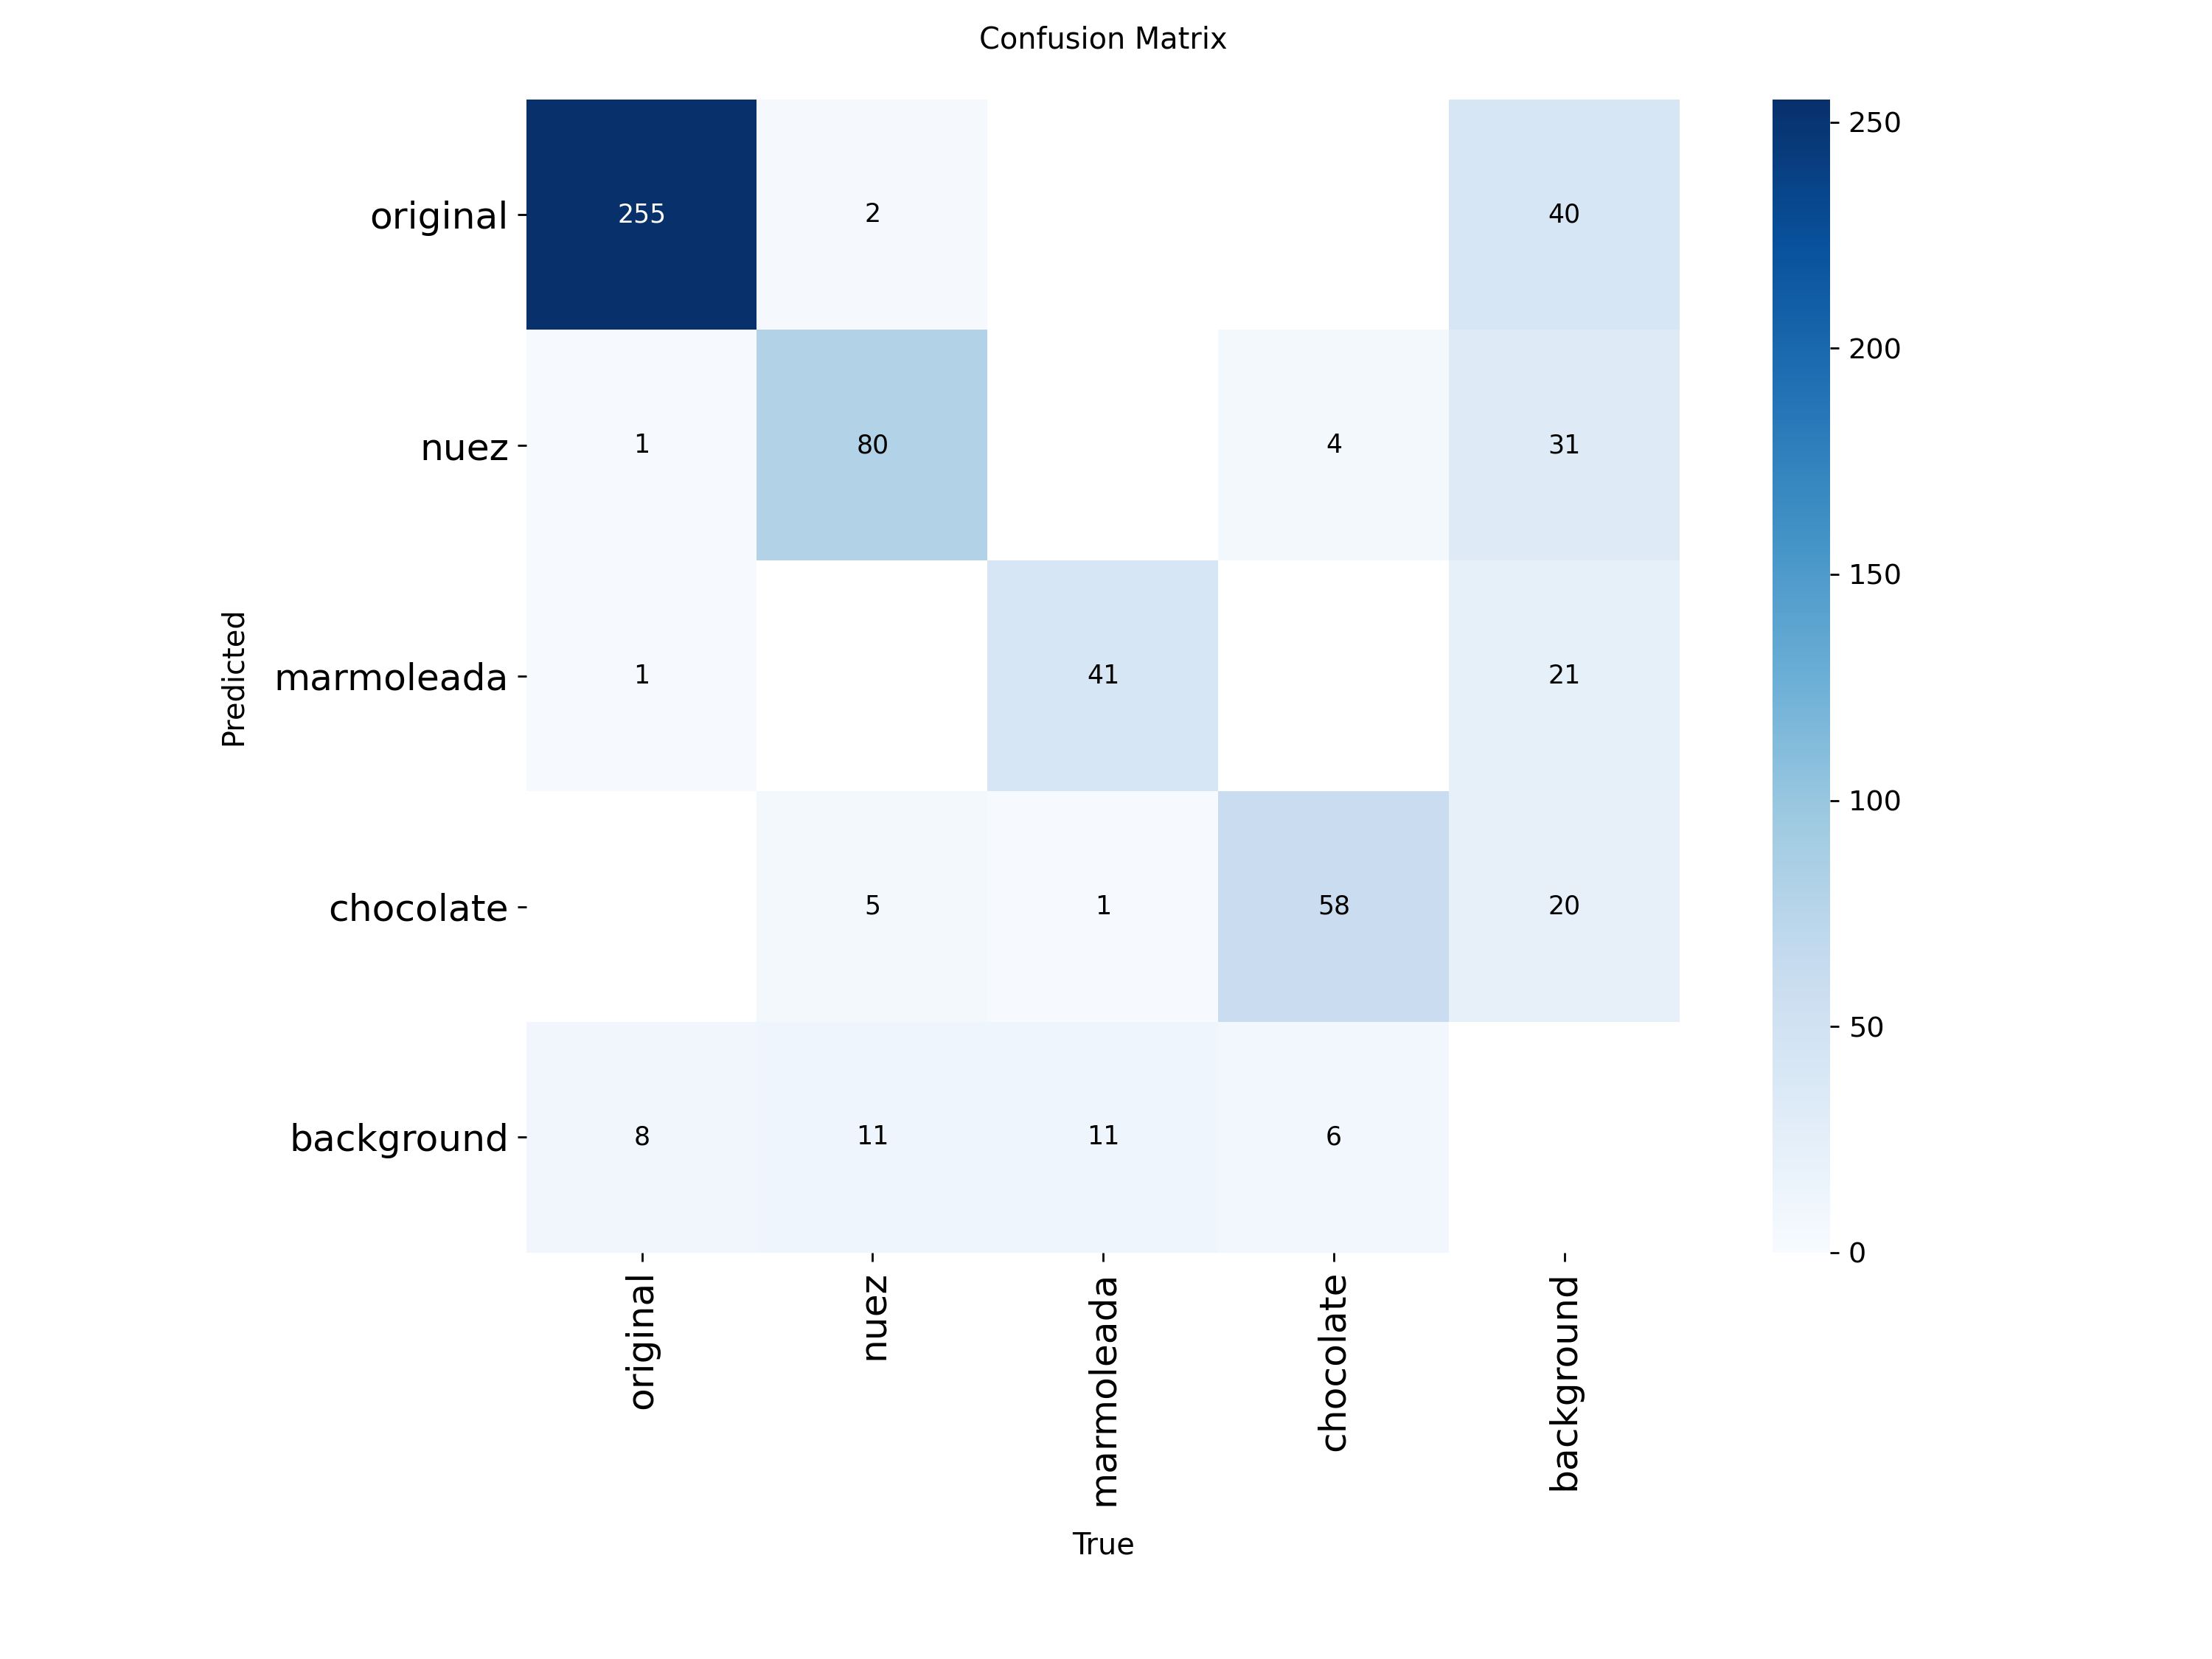 Confusion Matrix
original 255 2 40
nuez 1 80 4 31
marmoleada 1 41 21
chocolate 5 1 58 20
background 8 11 11 6
Predicted
original nuez marmoleada chocolate background
True
250
200
150
100
50
0